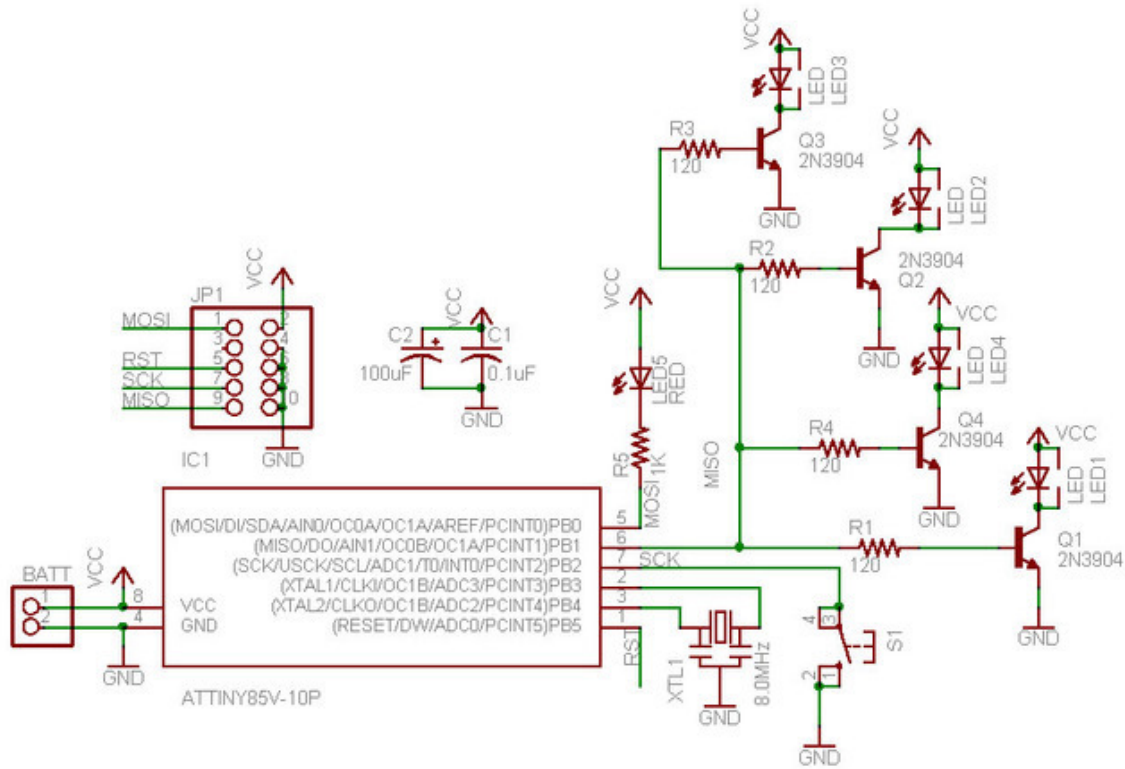 VCC
LED
LED3
R3
120
Q3
2N3904
GND
VCC
LED
LED2
R2
120
2N3904
Q2
GND
VCC
JP1
MOSI
1
2
3
4
RST
5
6
SCK
7
8
MISO
9
10
GND
VCC
C2
100uF
C1
0.1uF
GND
VCC
LED5
RED
R5
1K
MOSI
MISO
VCC
LED
LED4
R4
120
Q4
2N3904
GND
VCC
LED
LED1
R1
120
Q1
2N3904
GND
IC1
(MOSI/DI/SDA/AIN0/OC0A/OC1A/AREF/PCINT0)PB0 5
(MISO/DO/AIN1/OC0B/OC1A/PCINT1)PB1 6
(SCK/USCK/SCL/ADC1/T0/INT0/PCINT2)PB2 7
SCK
(XTAL1/CLKI/OC1B/ADC3/PCINT3)PB3 2
(XTAL2/CLKO/OC1B/ADC2/PCINT4)PB4 3
(RESET/DW/ADC0/PCINT5)PB5 1
RST
BATT
1
2
VCC
8 VCC
4 GND
GND
ATTINY85V-10P
XTL1
8.0MHz
GND
4
3
2
1
S1
GND